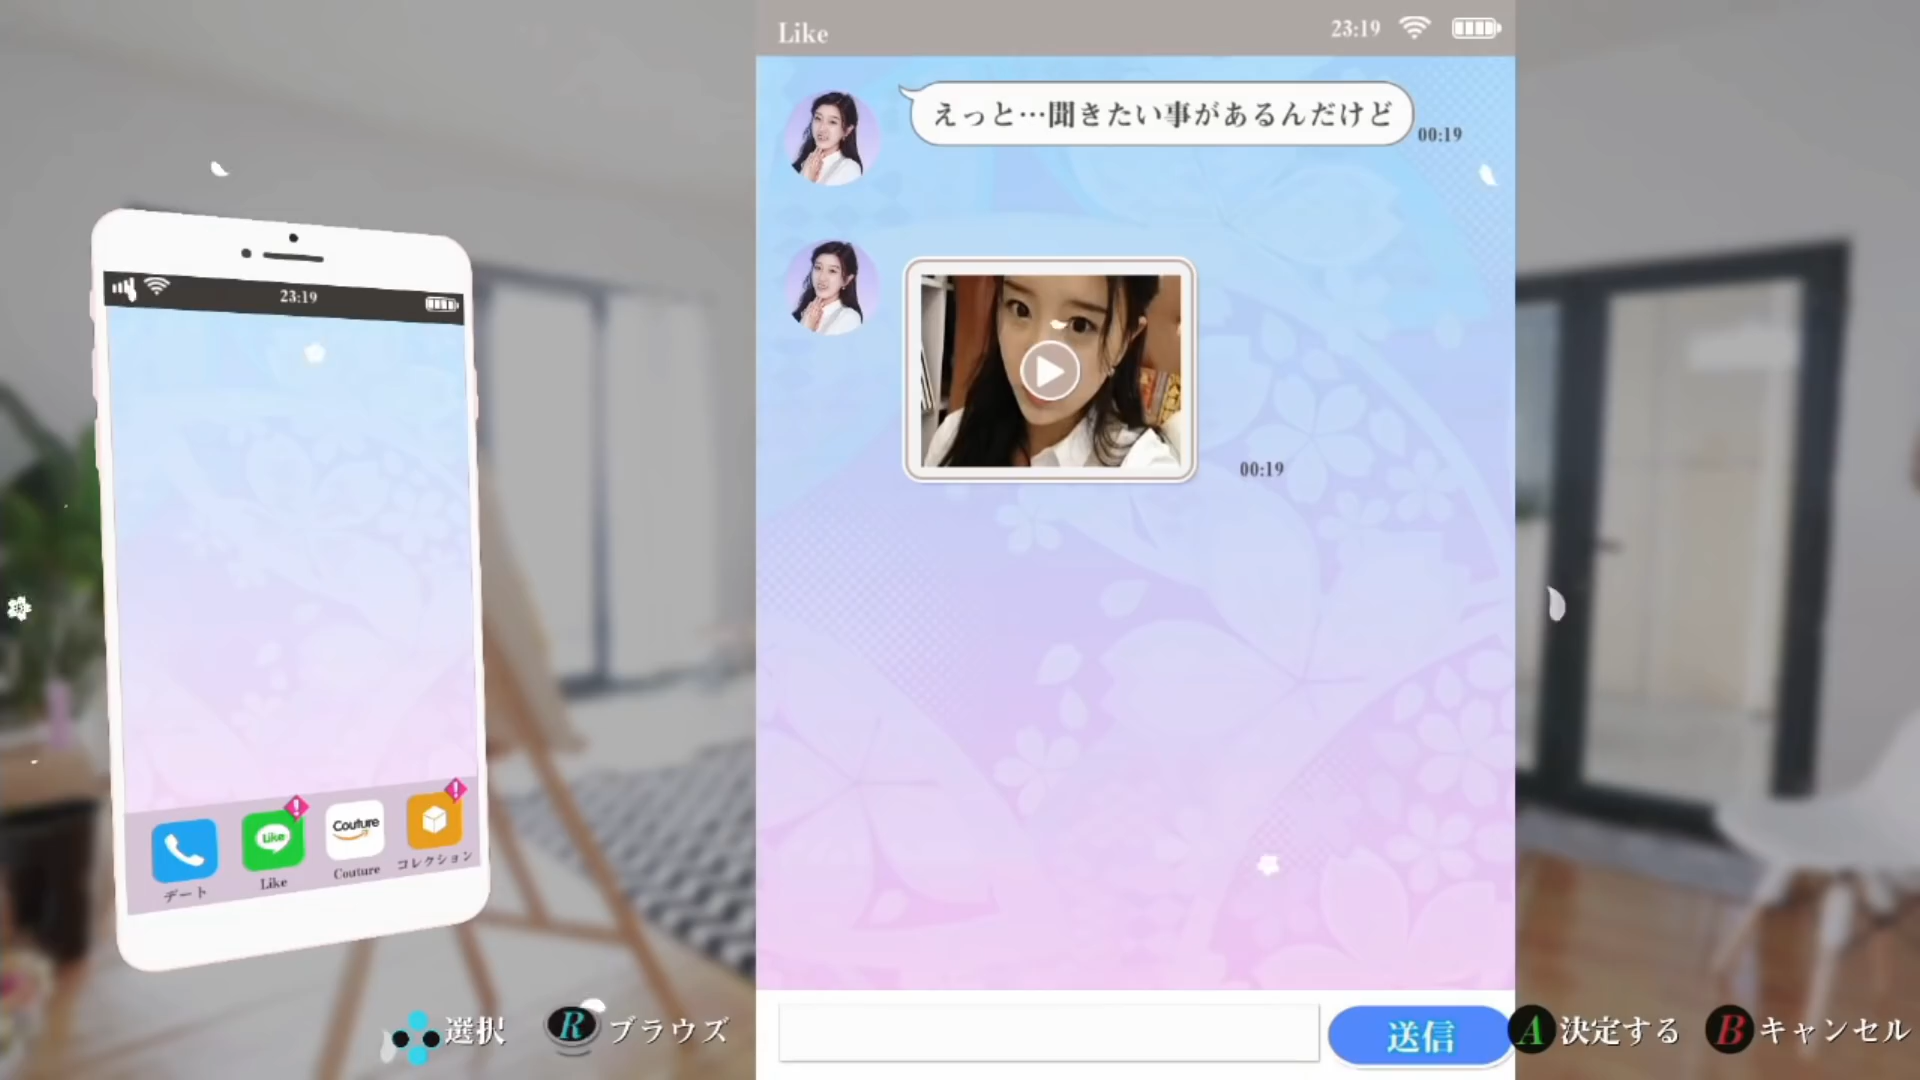 Like
23:19
えっと…聞きたい事があるんだけど
00:19
00:19
23:19
Like
Couture
デート
Like
Couture
コレクション
選択
R
ブラウズ
送信
A
決定する
B
キャンセル